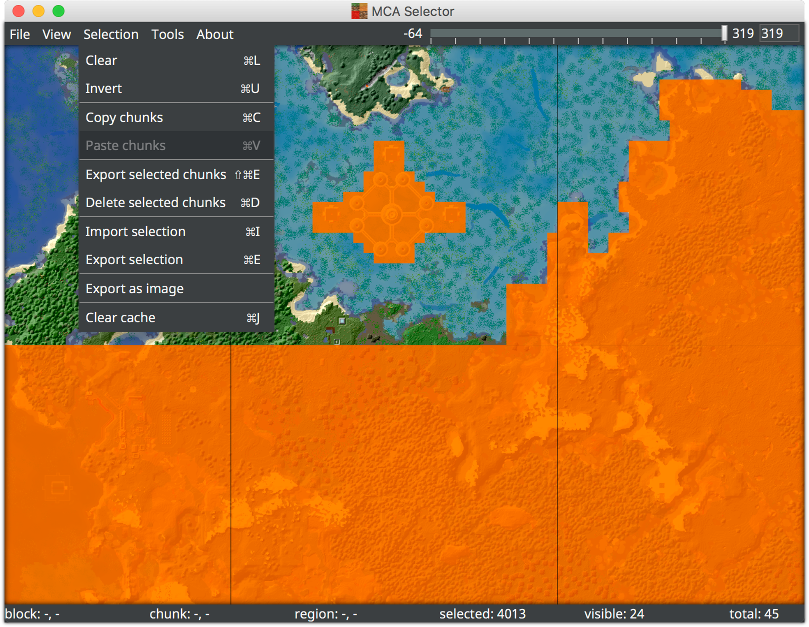 MCA Selector
File View Selection Tools About -64 319 319
Clear ⌘L
Invert ⌘U
Copy chunks ⌘C
Paste chunks ⌘V
Export selected chunks ⇧⌘E
Delete selected chunks ⌘D
Import selection ⌘I
Export selection ⌘E
Export as image
Clear cache ⌘J
block: -, - chunk: -, - region: -, - selected: 4013 visible: 24 total: 45